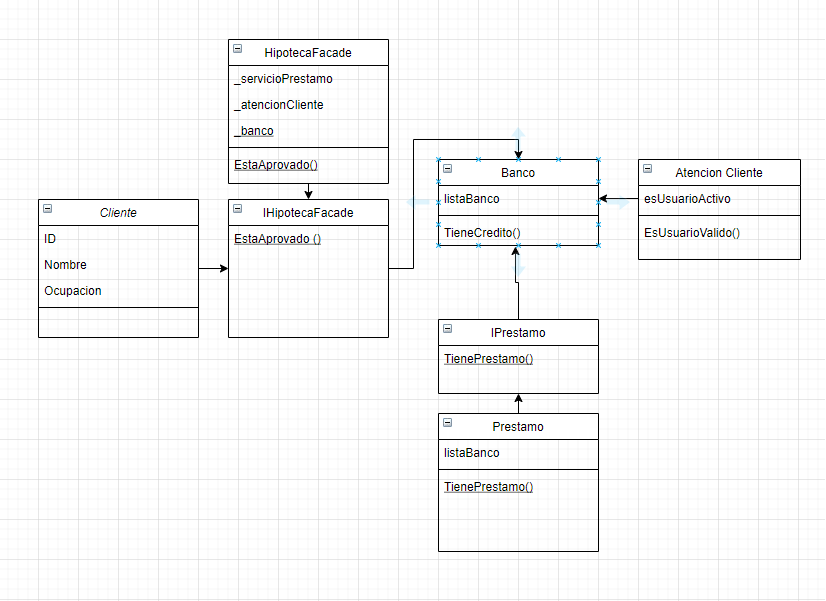 HipotecaFacade
_servicioPrestamo
_atencionCliente
_banco
EstaAprovado()
Cliente
ID
Nombre
Ocupacion
IHipotecaFacade
EstaAprovado ()
Banco
listaBanco
TieneCredito()
Atencion Cliente
esUsuarioActivo
EsUsuarioValido()
IPrestamo
TienePrestamo()
Prestamo
listaBanco
TienePrestamo()